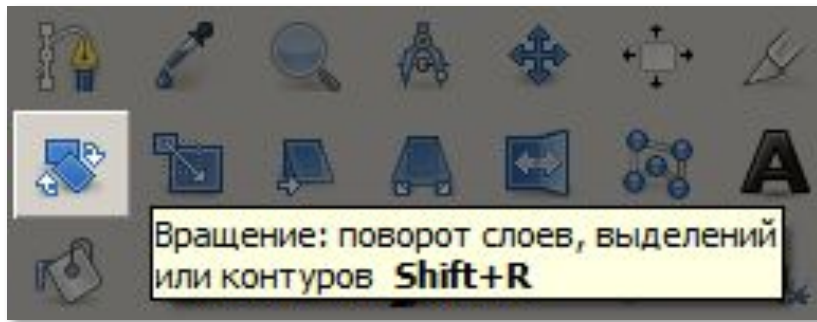 Вращение: поворот слоев, выделений
или контуров Shift+R